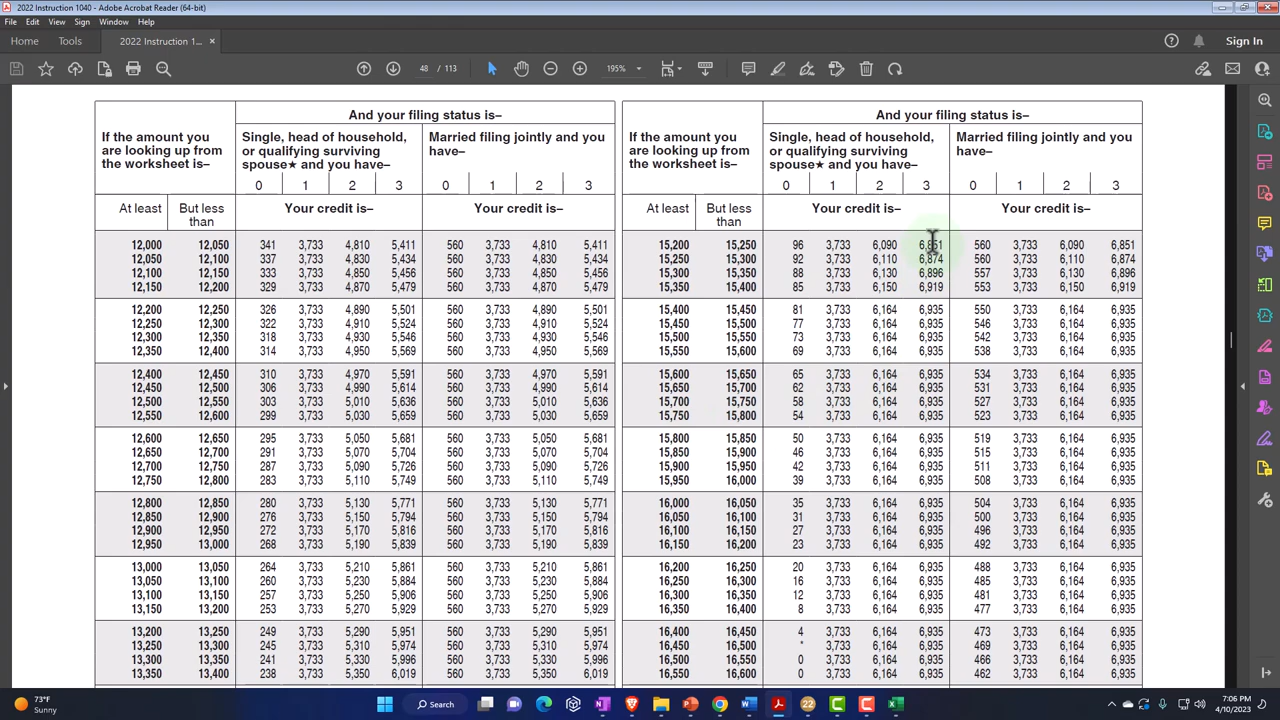 2022 Instruction 1040 - Adobe Acrobat Reader (64-bit)
File Edit View Sign Window Help
Home Tools 2022 Instruction 1... × Sign In
48 / 113 195%
And your filing status is– And your filing status is–
If the amount you are looking up from the worksheet is– Single, head of household, or qualifying surviving spouse★ and you have– Married filing jointly and you have– If the amount you are looking up from the worksheet is– Single, head of household, or qualifying surviving spouse★ and you have– Married filing jointly and you have–
0 1 2 3 0 1 2 3 0 1 2 3 0 1 2 3
At least But less than Your credit is– Your credit is– At least But less than Your credit is– Your credit is–
12,000 12,050 341 3,733 4,810 5,411 560 3,733 4,810 5,411 15,200 15,250 96 3,733 6,090 6,851 560 3,733 6,090 6,851
12,050 12,100 337 3,733 4,830 5,434 560 3,733 4,830 5,434 15,250 15,300 92 3,733 6,110 6,874 560 3,733 6,110 6,874
12,100 12,150 333 3,733 4,850 5,456 560 3,733 4,850 5,456 15,300 15,350 88 3,733 6,130 6,896 557 3,733 6,130 6,896
12,150 12,200 329 3,733 4,870 5,479 560 3,733 4,870 5,479 15,350 15,400 85 3,733 6,150 6,919 553 3,733 6,150 6,919
12,200 12,250 326 3,733 4,890 5,501 560 3,733 4,890 5,501 15,400 15,450 81 3,733 6,164 6,935 550 3,733 6,164 6,935
12,250 12,300 322 3,733 4,910 5,524 560 3,733 4,910 5,524 15,450 15,500 77 3,733 6,164 6,935 546 3,733 6,164 6,935
12,300 12,350 318 3,733 4,930 5,546 560 3,733 4,930 5,546 15,500 15,550 73 3,733 6,164 6,935 542 3,733 6,164 6,935
12,350 12,400 314 3,733 4,950 5,569 560 3,733 4,950 5,569 15,550 15,600 69 3,733 6,164 6,935 538 3,733 6,164 6,935
12,400 12,450 310 3,733 4,970 5,591 560 3,733 4,970 5,591 15,600 15,650 65 3,733 6,164 6,935 534 3,733 6,164 6,935
12,450 12,500 306 3,733 4,990 5,614 560 3,733 4,990 5,614 15,650 15,700 62 3,733 6,164 6,935 531 3,733 6,164 6,935
12,500 12,550 303 3,733 5,010 5,636 560 3,733 5,010 5,636 15,700 15,750 58 3,733 6,164 6,935 527 3,733 6,164 6,935
12,550 12,600 299 3,733 5,030 5,659 560 3,733 5,030 5,659 15,750 15,800 54 3,733 6,164 6,935 523 3,733 6,164 6,935
12,600 12,650 295 3,733 5,050 5,681 560 3,733 5,050 5,681 15,800 15,850 50 3,733 6,164 6,935 519 3,733 6,164 6,935
12,650 12,700 291 3,733 5,070 5,704 560 3,733 5,070 5,704 15,850 15,900 46 3,733 6,164 6,935 515 3,733 6,164 6,935
12,700 12,750 287 3,733 5,090 5,726 560 3,733 5,090 5,726 15,900 15,950 42 3,733 6,164 6,935 511 3,733 6,164 6,935
12,750 12,800 283 3,733 5,110 5,749 560 3,733 5,110 5,749 15,950 16,000 39 3,733 6,164 6,935 508 3,733 6,164 6,935
12,800 12,850 280 3,733 5,130 5,771 560 3,733 5,130 5,771 16,000 16,050 35 3,733 6,164 6,935 504 3,733 6,164 6,935
12,850 12,900 276 3,733 5,150 5,794 560 3,733 5,150 5,794 16,050 16,100 31 3,733 6,164 6,935 500 3,733 6,164 6,935
12,900 12,950 272 3,733 5,170 5,816 560 3,733 5,170 5,816 16,100 16,150 27 3,733 6,164 6,935 496 3,733 6,164 6,935
12,950 13,000 268 3,733 5,190 5,839 560 3,733 5,190 5,839 16,150 16,200 23 3,733 6,164 6,935 492 3,733 6,164 6,935
13,000 13,050 264 3,733 5,210 5,861 560 3,733 5,210 5,861 16,200 16,250 20 3,733 6,164 6,935 488 3,733 6,164 6,935
13,050 13,100 260 3,733 5,230 5,884 560 3,733 5,230 5,884 16,250 16,300 16 3,733 6,164 6,935 485 3,733 6,164 6,935
13,100 13,150 257 3,733 5,250 5,906 560 3,733 5,250 5,906 16,300 16,350 12 3,733 6,164 6,935 481 3,733 6,164 6,935
13,150 13,200 253 3,733 5,270 5,929 560 3,733 5,270 5,929 16,350 16,400 8 3,733 6,164 6,935 477 3,733 6,164 6,935
13,200 13,250 249 3,733 5,290 5,951 560 3,733 5,290 5,951 16,400 16,450 4 3,733 6,164 6,935 473 3,733 6,164 6,935
13,250 13,300 245 3,733 5,310 5,974 560 3,733 5,310 5,974 16,450 16,500 * 3,733 6,164 6,935 469 3,733 6,164 6,935
13,300 13,350 241 3,733 5,330 5,996 560 3,733 5,330 5,996 16,500 16,550 0 3,733 6,164 6,935 466 3,733 6,164 6,935
13,350 13,400 238 3,733 5,350 6,019 560 3,733 5,350 6,019 16,550 16,600 0 3,733 6,164 6,935 462 3,733 6,164 6,935
73°F
Sunny
Search
22
7:06 PM
4/10/2023